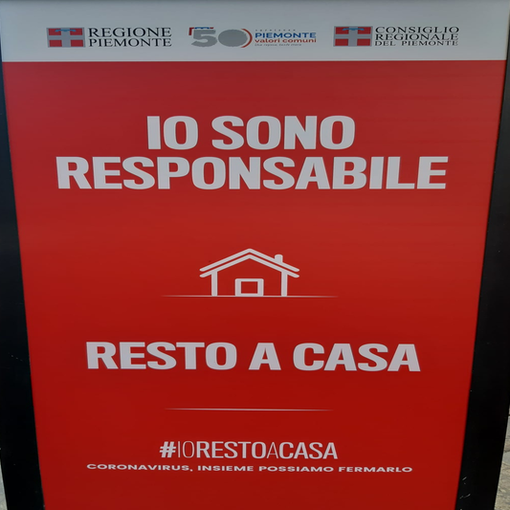 REGIONE
PIEMONTE
50
PIEMONTE
valori comuni
CONSIGLIO
REGIONALE
DEL PIEMONTE
IO SONO
RESPONSABILE
RESTO A CASA
#IORESTOACASA
CORONAVIRUS, INSIEME POSSIAMO FERMARLO